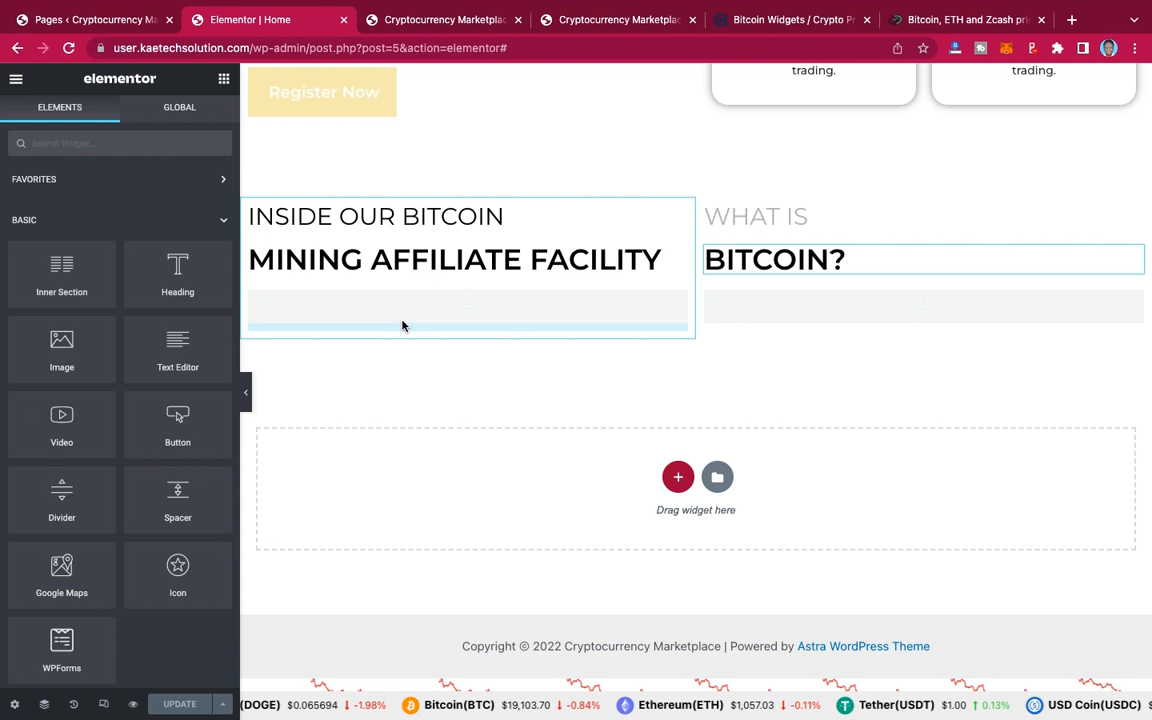 Pages ‹ Cryptocurrency Ma
Elementor | Home
Cryptocurrency Marketplac
Cryptocurrency Marketplac
Bitcoin Widgets / Crypto Pr
Bitcoin, ETH and Zcash pri
user.kaetechsolution.com/wp-admin/post.php?post=5&action=elementor#
elementor
ELEMENTS
GLOBAL
Search Widget...
FAVORITES
BASIC
Inner Section
Heading
Image
Text Editor
Video
Button
Divider
Spacer
Google Maps
Icon
WPForms
UPDATE
Register Now
trading.
trading.
INSIDE OUR BITCOIN
MINING AFFILIATE FACILITY
WHAT IS
BITCOIN?
Drag widget here
Copyright © 2022 Cryptocurrency Marketplace | Powered by Astra WordPress Theme
(DOGE) $0.065694 ↓ -1.98% Bitcoin(BTC) $19,103.70 ↓ -0.84% Ethereum(ETH) $1,057.03 ↓ -0.11% Tether(USDT) $1.00 ↑ 0.13% USD Coin(USDC) $